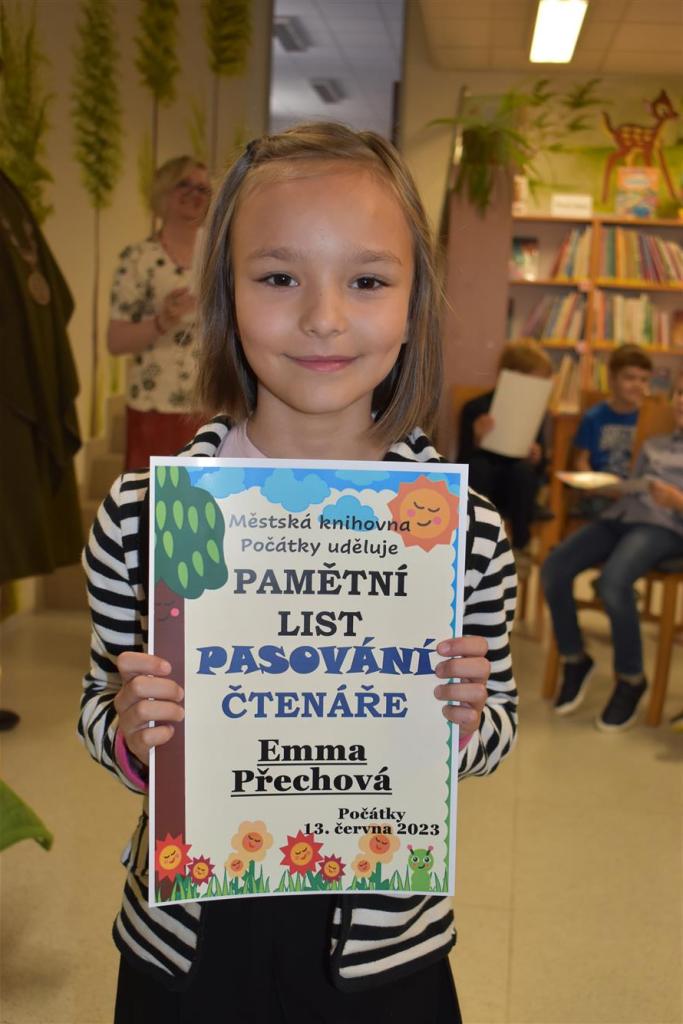 Městská knihovna
Počátky uděluje
PAMĚTNÍ
LIST
PASOVÁNÍ
ČTENÁŘE
Emma
Přechová
Počátky
13. června 2023